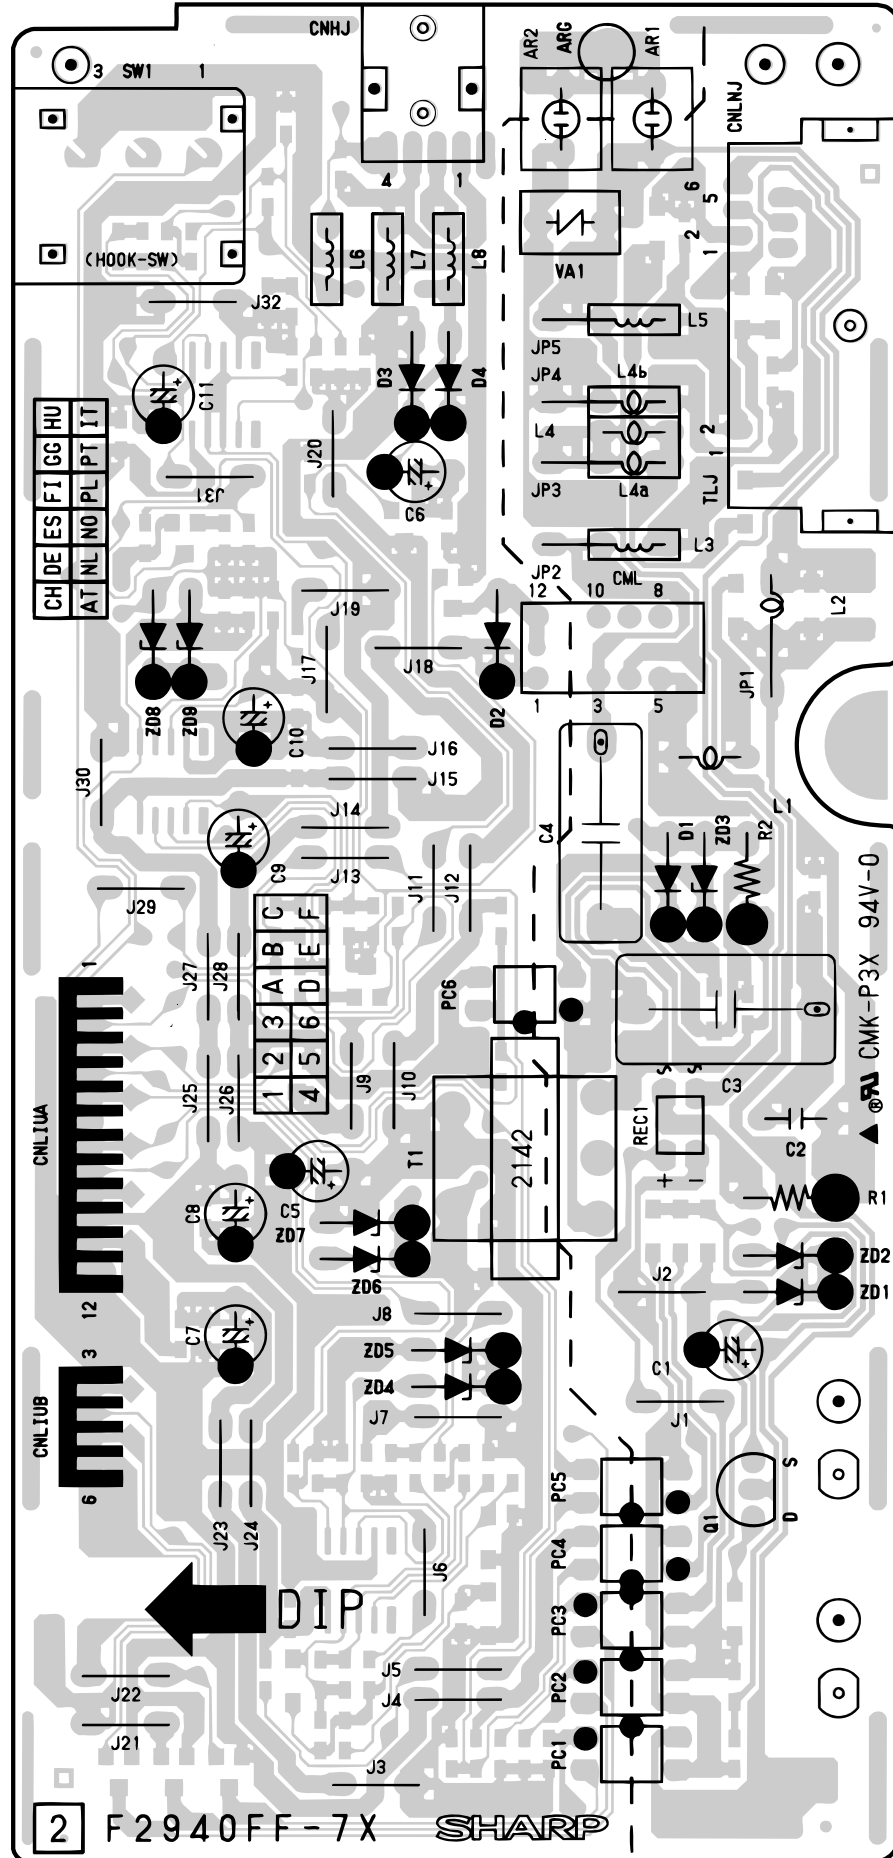 CNHJ
AR2
ARG
AR1
3 SW1 1
CNLNJ
4 1
6
5
2
1
(HOOK-SW)
L6
L7
L8
VA1
J32
L5
JP5
D3
D4
JP4
L4b
C11
HU IT
GG PT
FI PL
ES NO
DE NL
CH AT
J20
L4
2
1
J31
JP3
L4a
TLJ
C6
L3
JP2
CML
12 10 8
J19
L2
J17
J18
JP1
ZD8
ZD9
D2
1 3 5
C10
J16
J30
J15
J14
C4
D1
ZD3
R2
L1
C9
J13
J11
J12
J29
C F
B E
A D
3 6
2 5
1 4
J27
J28
1
PC6
CMK-P3X 94V-0
J25
J26
J9
J10
S
S
C3
CNLIUA
REC1
C2
T1
2142
+ -
C8
C5
R1
ZD7
ZD6
ZD2
J2
ZD1
12
J8
C7
3
ZD5
C1
ZD4
J7
J1
CNLIUB
6
PC5
S
Q1
D
J23
J24
PC4
J6
DIP
PC3
J5
J22
J4
PC2
J21
PC1
J3
2 F2940FF-7X SHARP